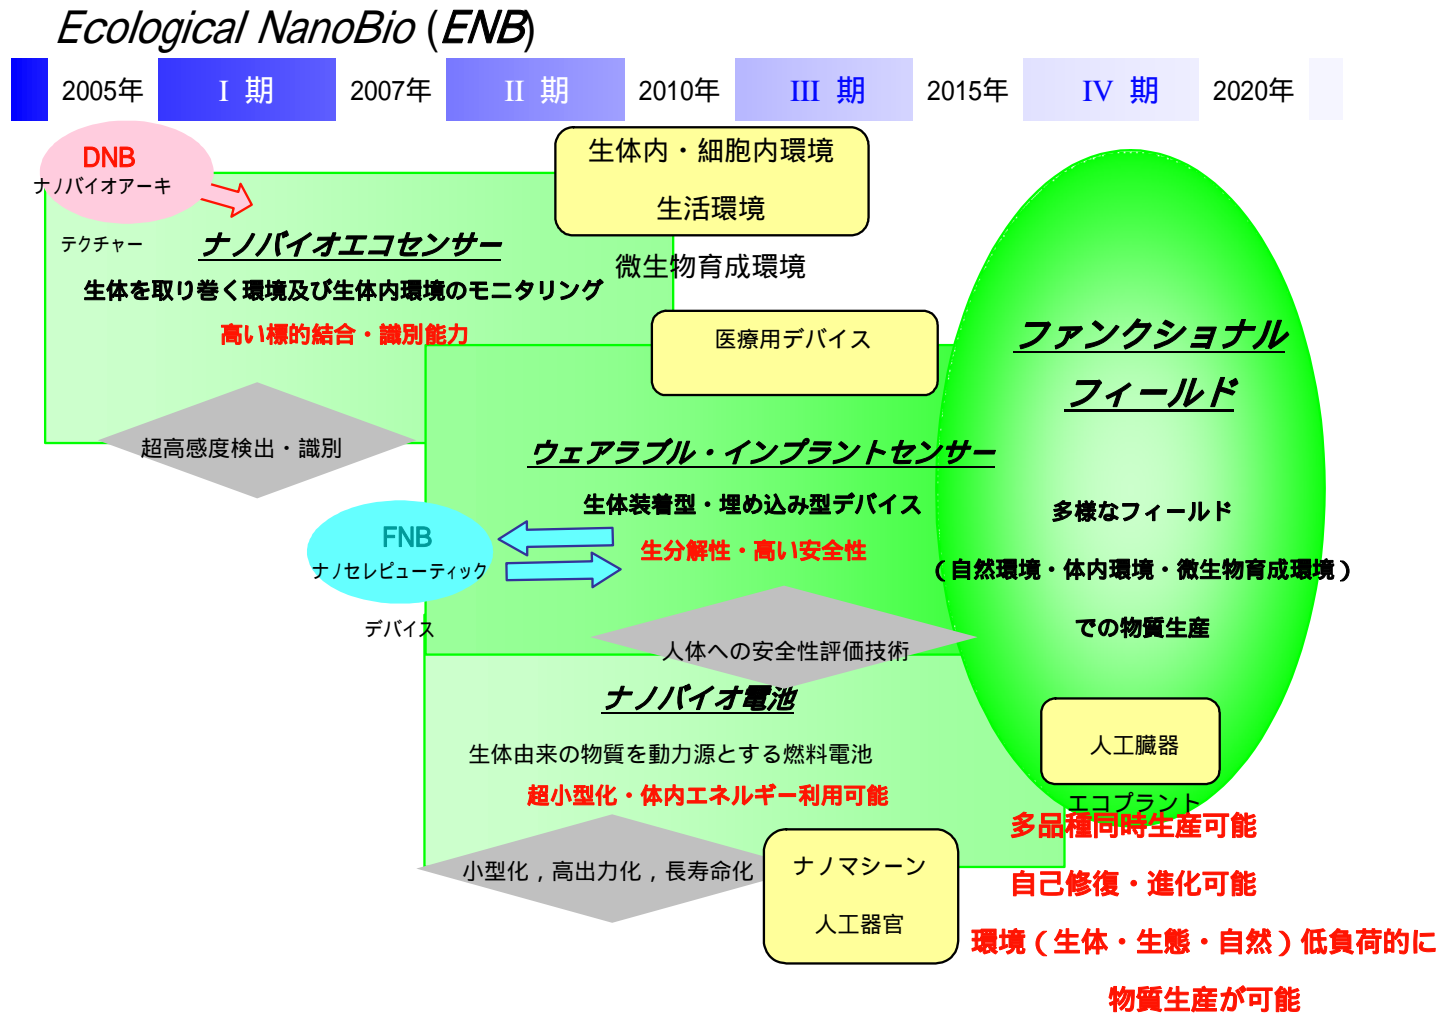 Ecological NanoBio (ENB)
2005年 I 期 2007年 II 期 2010年 III 期 2015年 IV 期 2020年
DNB
ナノバイオアーキ
テクチャー
ナノバイオエコセンサー
生体を取り巻く環境及び生体内環境のモニタリング
高い標的結合・識別能力
超高感度検出・識別
生体内・細胞内環境
生活環境
微生物育成環境
医療用デバイス
ウェアラブル・インプラントセンサー
生体装着型・埋め込み型デバイス
生分解性・高い安全性
FNB
ナノセレピューティック
デバイス
人体への安全性評価技術
ナノバイオ電池
生体由来の物質を動力源とする燃料電池
超小型化・体内エネルギー利用可能
小型化，高出力化，長寿命化
ナノマシーン
人工器官
ファンクショナル
フィールド
多様なフィールド
（自然環境・体内環境・微生物育成環境）
での物質生産
人工臓器
エコプラント
多品種同時生産可能
自己修復・進化可能
環境（生体・生態・自然）低負荷的に
物質生産が可能